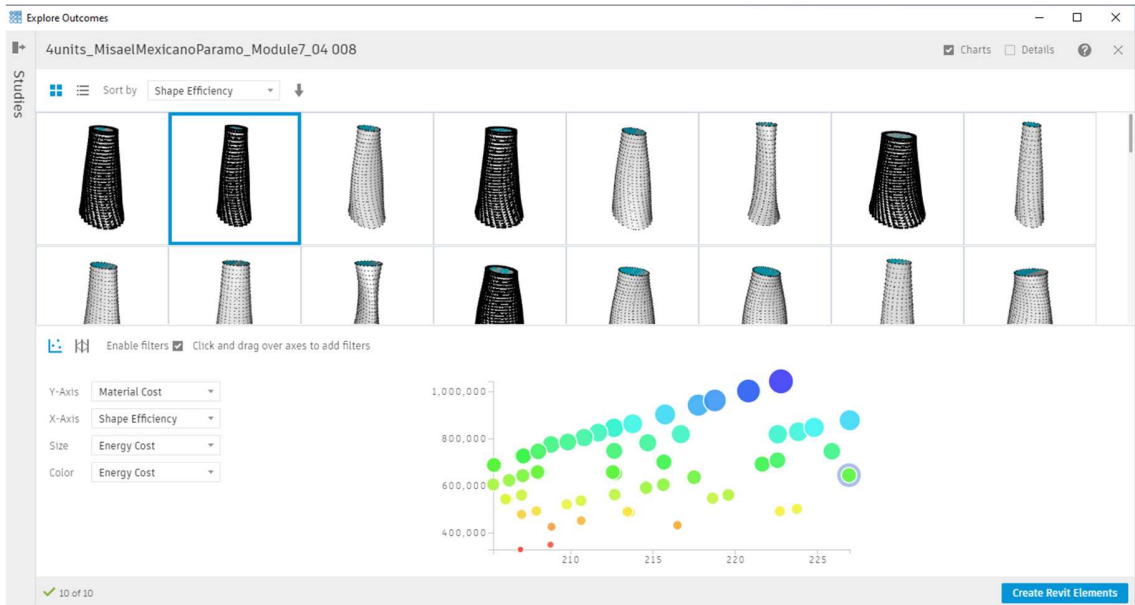 Explore Outcomes
4units_MisaelMexicanoParamo_Module7_04 008
Charts
Details
Studies
Sort by
Shape Efficiency
Enable filters
Click and drag over axes to add filters
Y-Axis
Material Cost
X-Axis
Shape Efficiency
Size
Energy Cost
Color
Energy Cost
1,000,000
800,000
600,000
400,000
210
215
220
225
10 of 10
Create Revit Elements